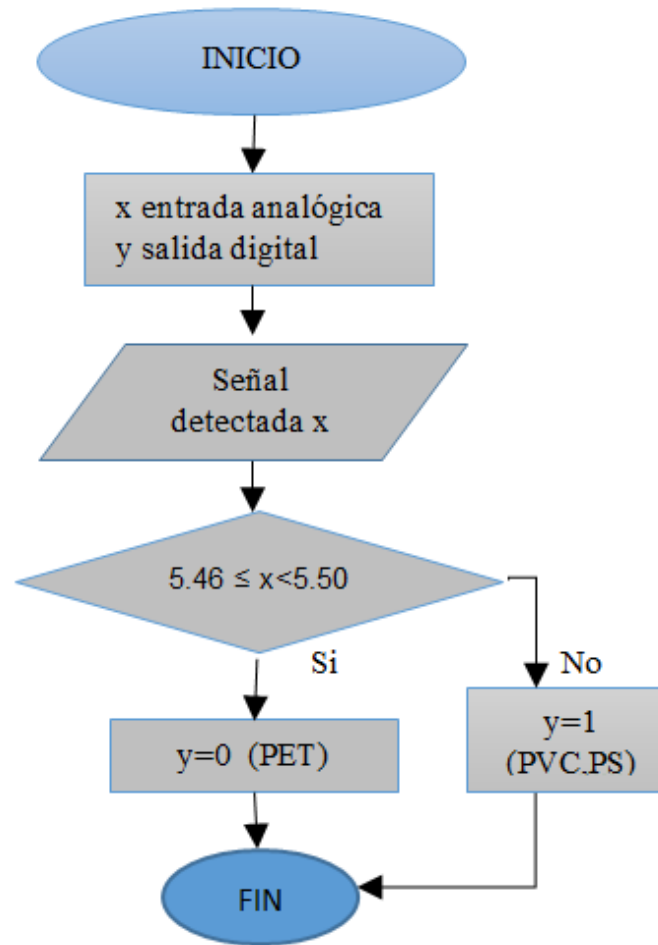 INICIO
x entrada analógica
y salida digital
Señal
detectada x
5.46 ≤ x<5.50
Si
No
y=0 (PET)
y=1
(PVC,PS)
FIN